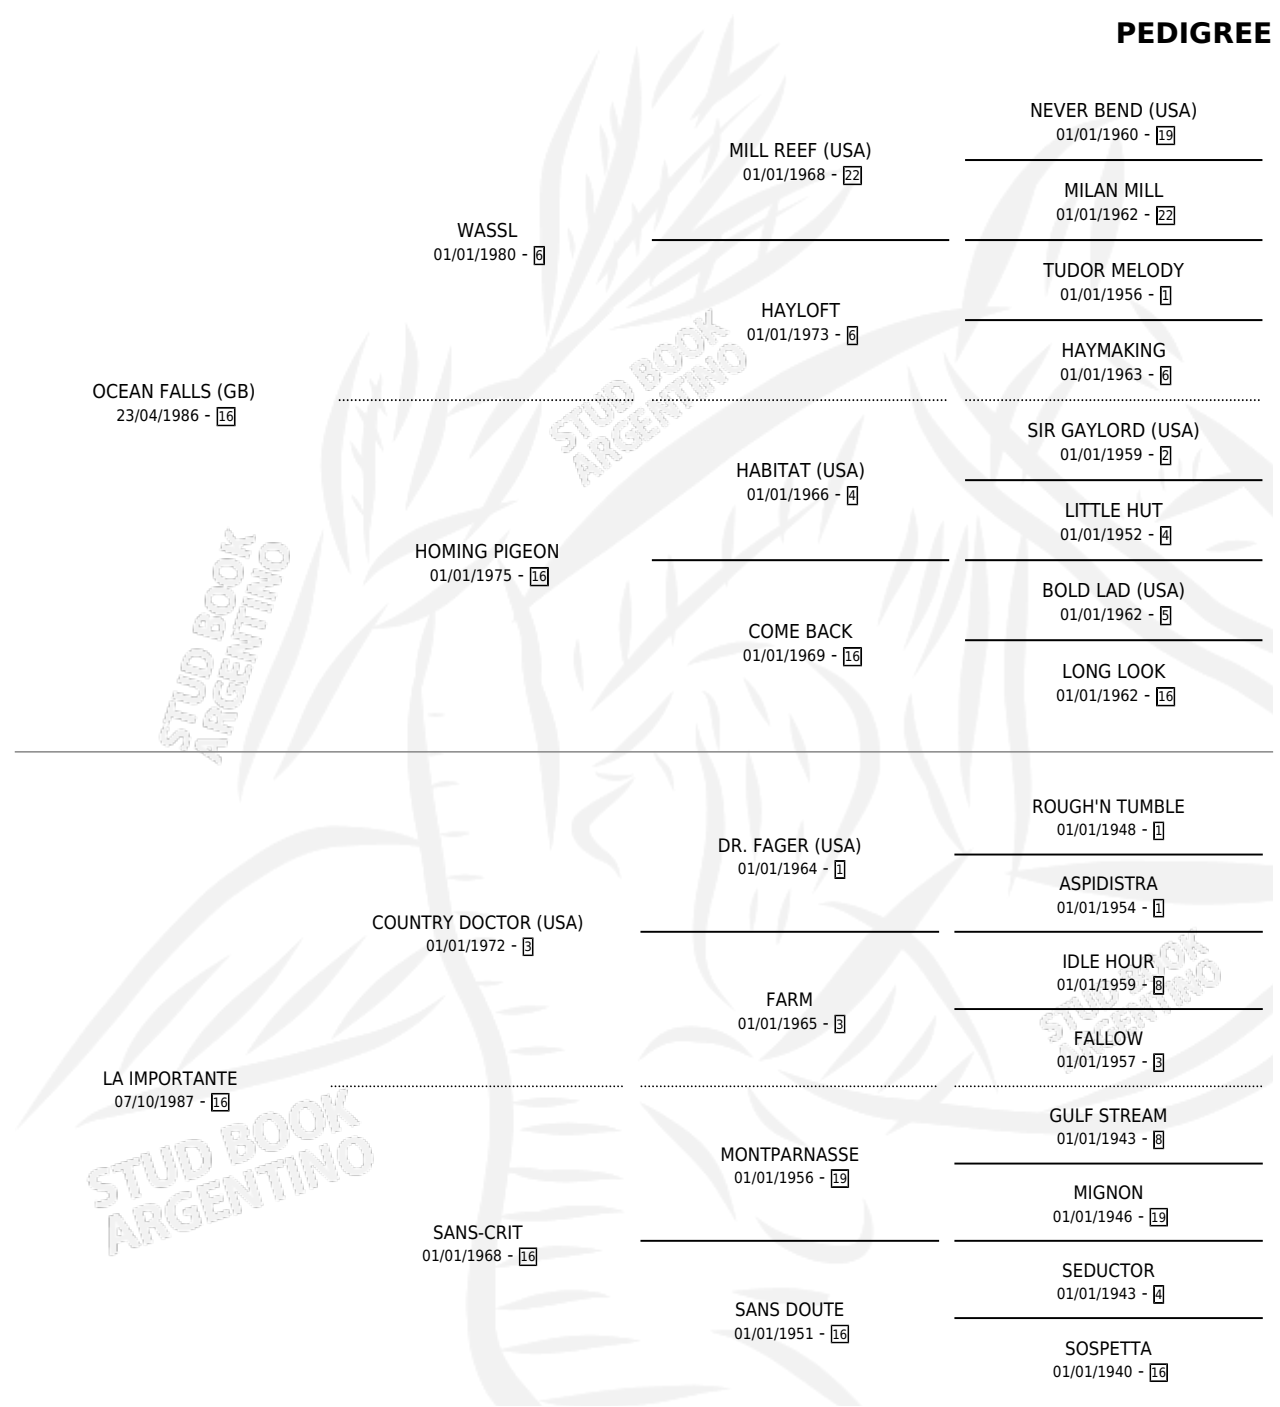 PEDIGREE
NEVER BEND (USA)
01/01/1960 - 19
MILL REEF (USA)
01/01/1968 - 22
MILAN MILL
01/01/1962 - 22
WASSL
01/01/1980 - 6
TUDOR MELODY
01/01/1956 - 1
HAYLOFT
01/01/1973 - 6
HAYMAKING
01/01/1963 - 6
OCEAN FALLS (GB)
23/04/1986 - 16
SIR GAYLORD (USA)
01/01/1959 - 2
HABITAT (USA)
01/01/1966 - 4
LITTLE HUT
01/01/1952 - 4
HOMING PIGEON
01/01/1975 - 16
BOLD LAD (USA)
01/01/1962 - 5
COME BACK
01/01/1969 - 16
LONG LOOK
01/01/1962 - 16
ROUGH'N TUMBLE
01/01/1948 - 1
DR. FAGER (USA)
01/01/1964 - 1
ASPIDISTRA
01/01/1954 - 1
COUNTRY DOCTOR (USA)
01/01/1972 - 3
IDLE HOUR
01/01/1959 - 8
FARM
01/01/1965 - 3
FALLOW
01/01/1957 - 3
LA IMPORTANTE
07/10/1987 - 16
GULF STREAM
01/01/1943 - 8
MONTPARNASSE
01/01/1956 - 19
MIGNON
01/01/1946 - 19
SANS-CRIT
01/01/1968 - 16
SEDUCTOR
01/01/1943 - 4
SANS DOUTE
01/01/1951 - 16
SOSPETTA
01/01/1940 - 16
STUD BOOK
ARGENTINO
STUD BOOK
ARGENTINO
STUD BOOK
ARGENTINO
STUD BOOK
ARGENTINO